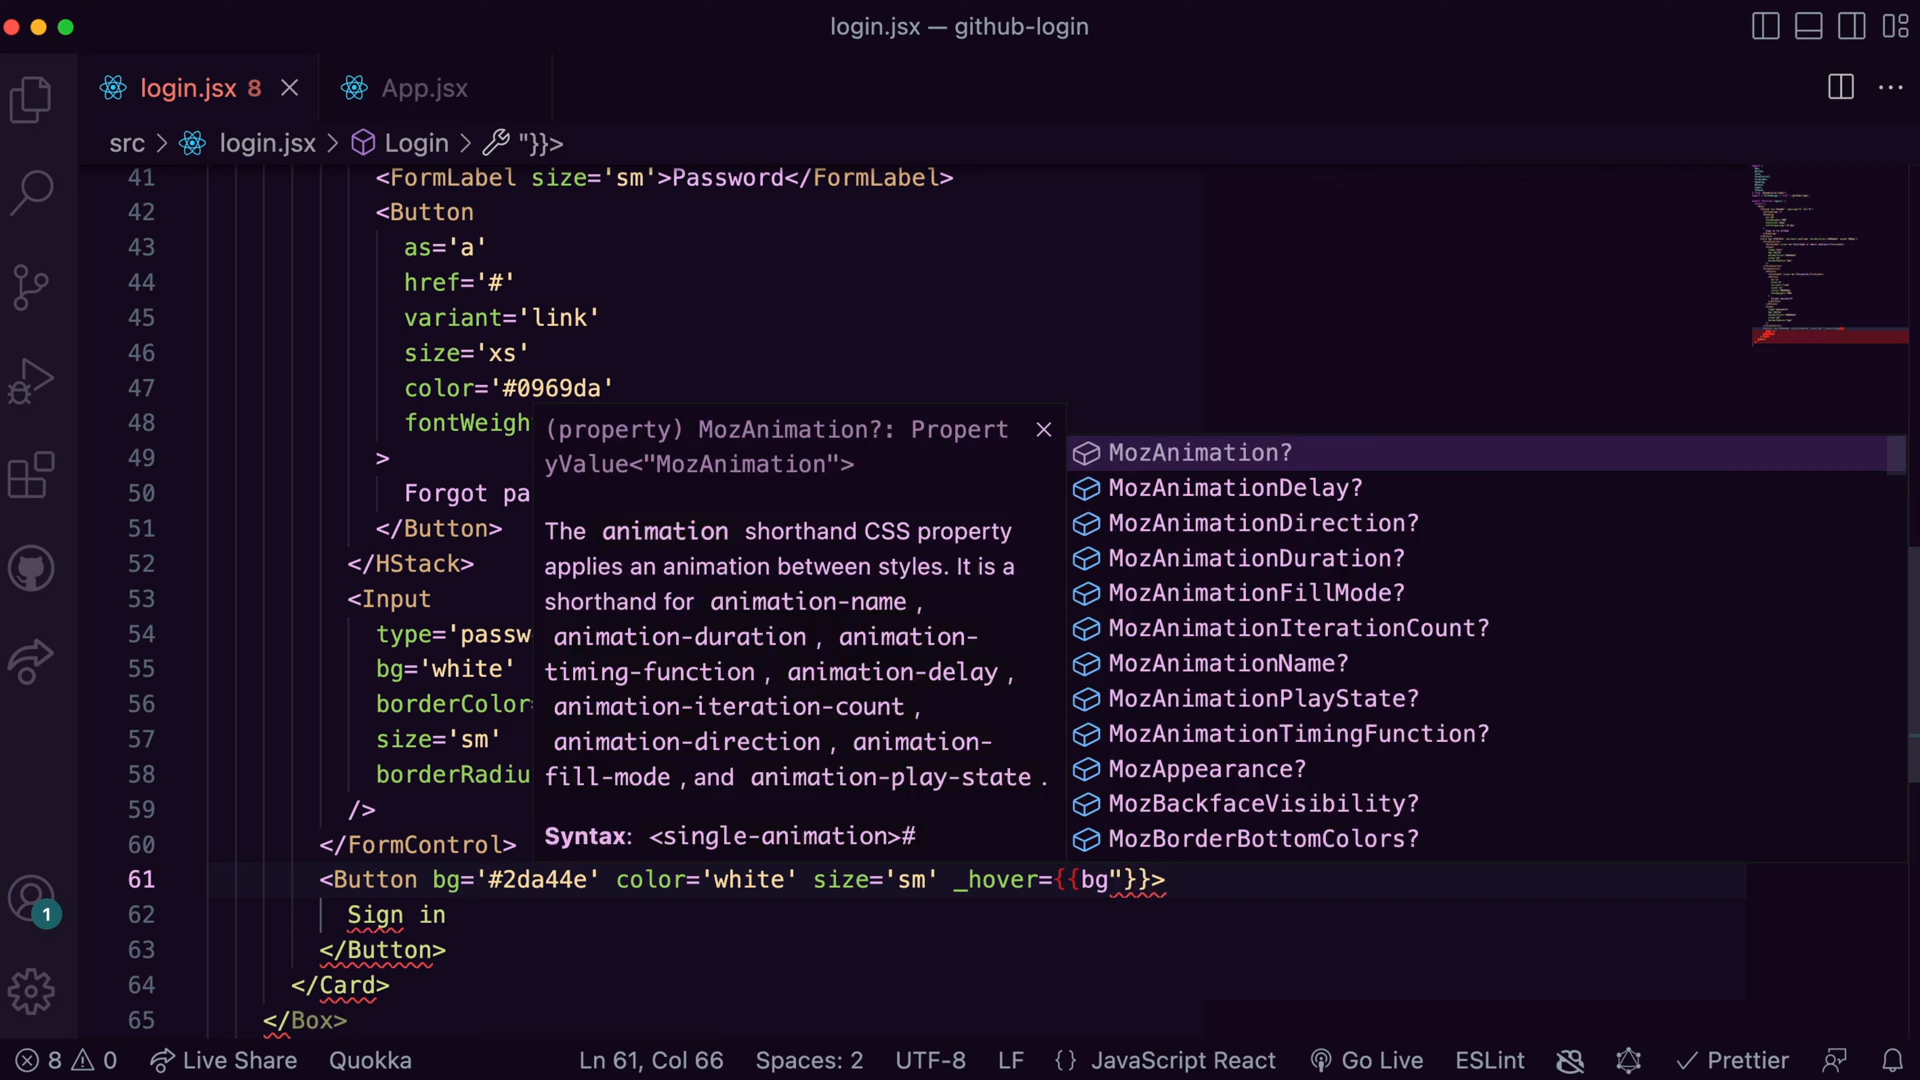 login.jsx — github-login
login.jsx 8
App.jsx
src > login.jsx > Login > "}}>
41 <FormLabel size='sm'>Password</FormLabel>
42 <Button
43 as='a'
44 href='#'
45 variant='link'
46 size='xs'
47 color='#0969da'
48 fontWeigh
49 >
50 Forgot pa
51 </Button>
52 </HStack>
53 <Input
54 type='passw
55 bg='white'
56 borderColor
57 size='sm'
58 borderRadiu
59 />
60 </FormControl>
61 <Button bg='#2da44e' color='white' size='sm' _hover={{bg"}}>
62 Sign in
63 </Button>
64 </Card>
65 </Box>
(property) MozAnimation?: Propert
yValue<"MozAnimation">
The animation shorthand CSS property
applies an animation between styles. It is a
shorthand for animation-name ,
animation-duration , animation-
timing-function , animation-delay ,
animation-iteration-count ,
animation-direction , animation-
fill-mode , and animation-play-state .
Syntax: <single-animation>#
MozAnimation?
MozAnimationDelay?
MozAnimationDirection?
MozAnimationDuration?
MozAnimationFillMode?
MozAnimationIterationCount?
MozAnimationName?
MozAnimationPlayState?
MozAnimationTimingFunction?
MozAppearance?
MozBackfaceVisibility?
MozBorderBottomColors?
1
8 0 Live Share Quokka Ln 61, Col 66 Spaces: 2 UTF-8 LF {} JavaScript React Go Live ESLint Prettier